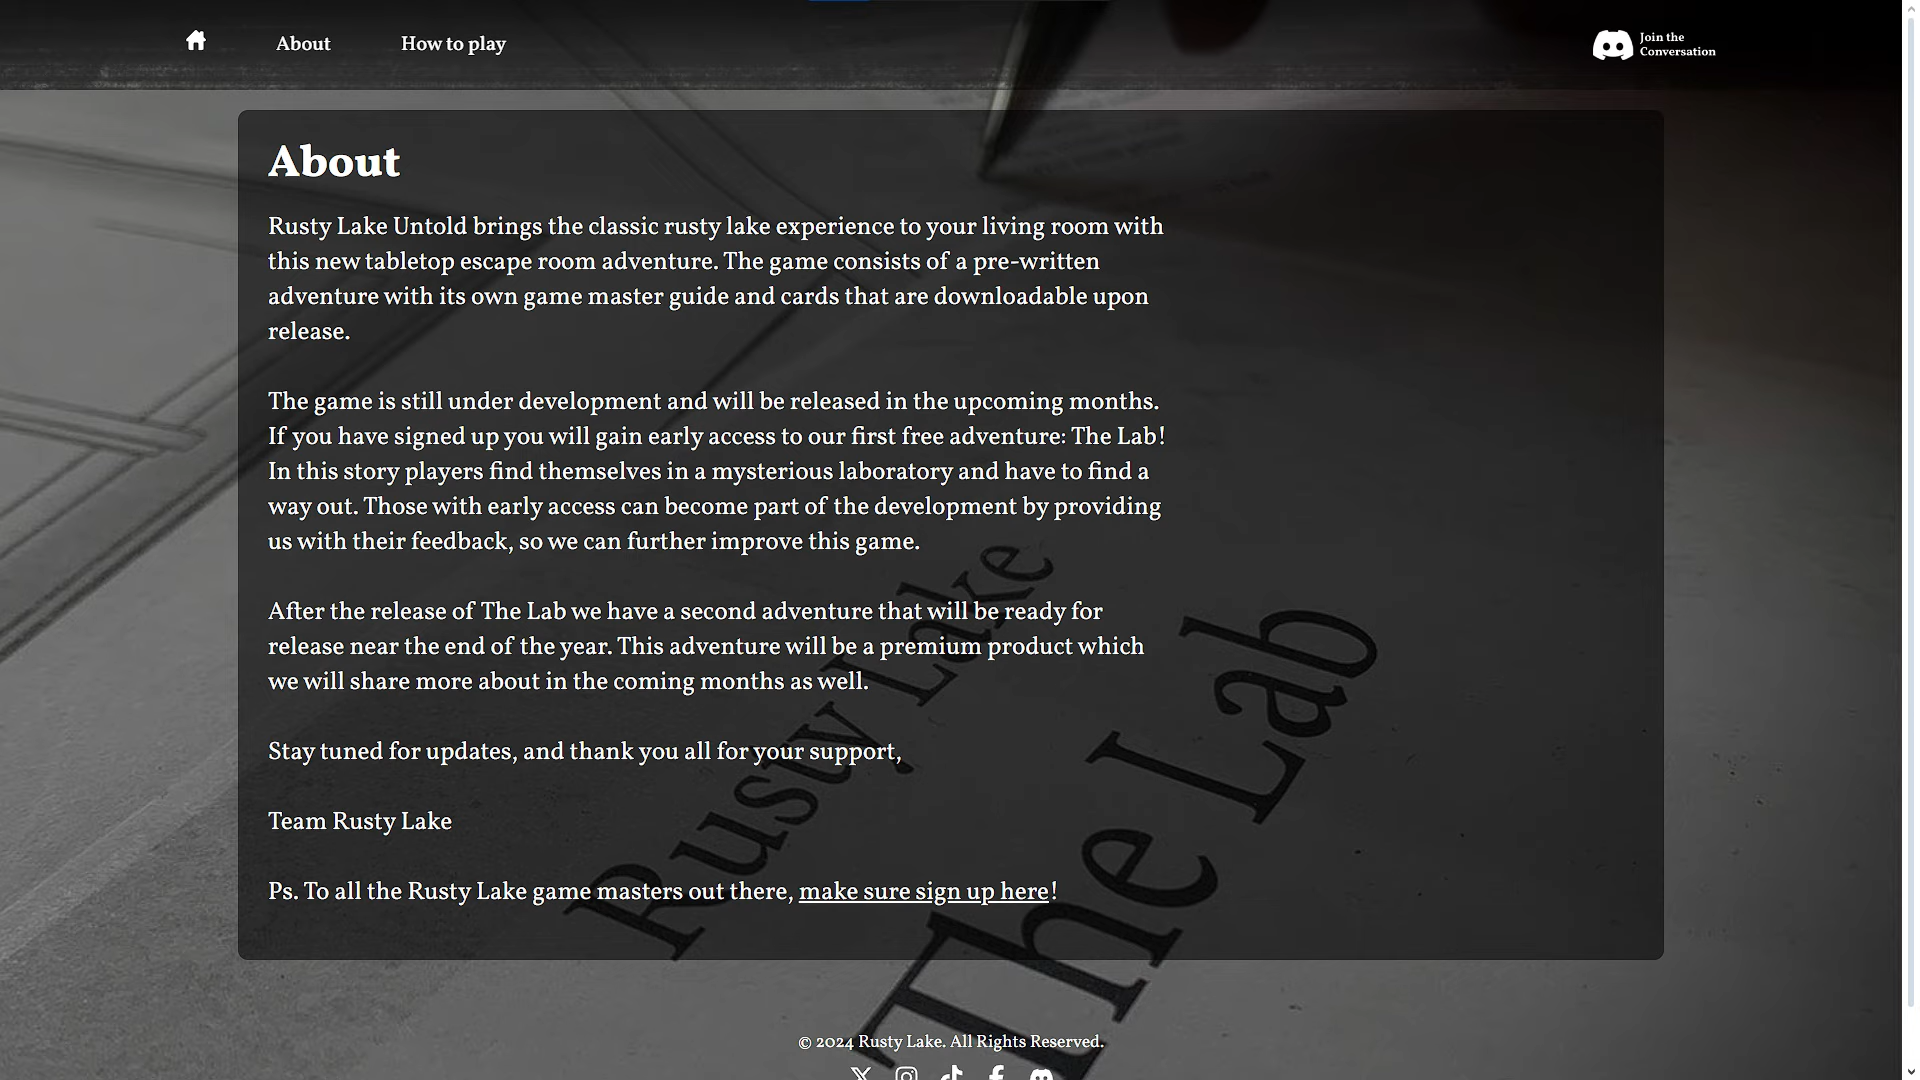 About
How to play
Join the
Conversation
About
Rusty Lake Untold brings the classic rusty lake experience to your living room with
this new tabletop escape room adventure. The game consists of a pre-written
adventure with its own game master guide and cards that are downloadable upon
release.
The game is still under development and will be released in the upcoming months.
If you have signed up you will gain early access to our first free adventure: The Lab!
In this story players find themselves in a mysterious laboratory and have to find a
way out. Those with early access can become part of the development by providing
us with their feedback, so we can further improve this game.
After the release of The Lab we have a second adventure that will be ready for
release near the end of the year. This adventure will be a premium product which
we will share more about in the coming months as well.
Stay tuned for updates, and thank you all for your support,
Team Rusty Lake
Ps. To all the Rusty Lake game masters out there, make sure sign up here!
Rusty Lake
The Lab
© 2024 Rusty Lake. All Rights Reserved.